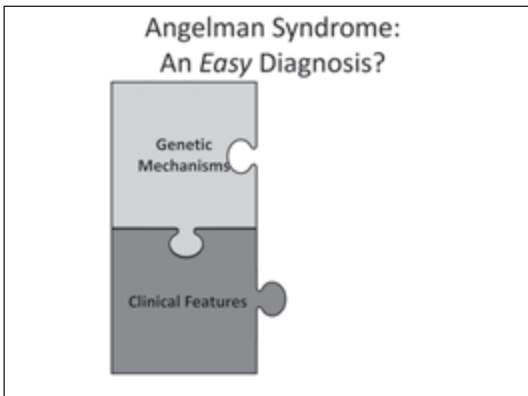 Angelman Syndrome:
An Easy Diagnosis?
Genetic
Mechanisms
Clinical Features